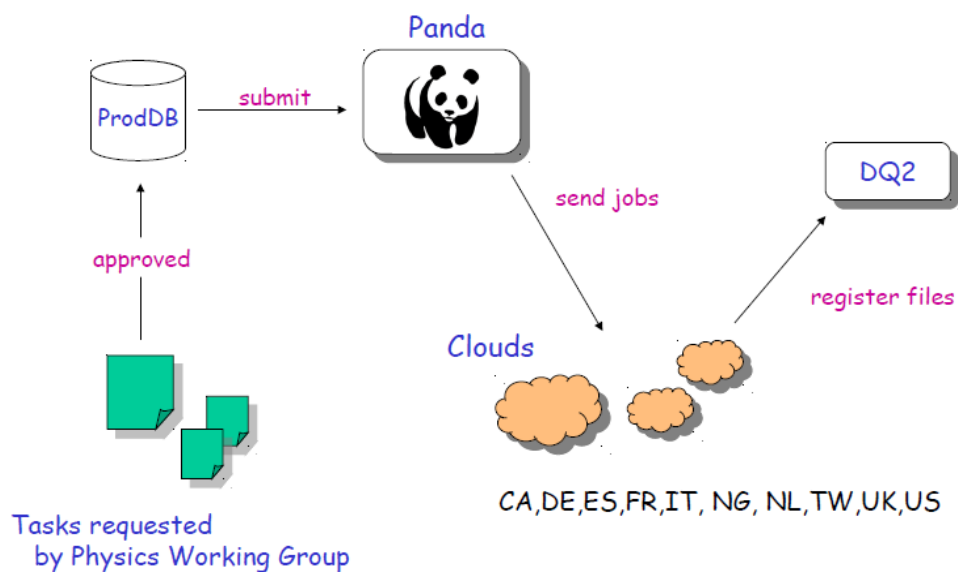 Panda
ProdDB
submit
DQ2
send jobs
approved
register files
Clouds
CA,DE,ES,FR,IT, NG, NL,TW,UK,US
Tasks requested
by Physics Working Group